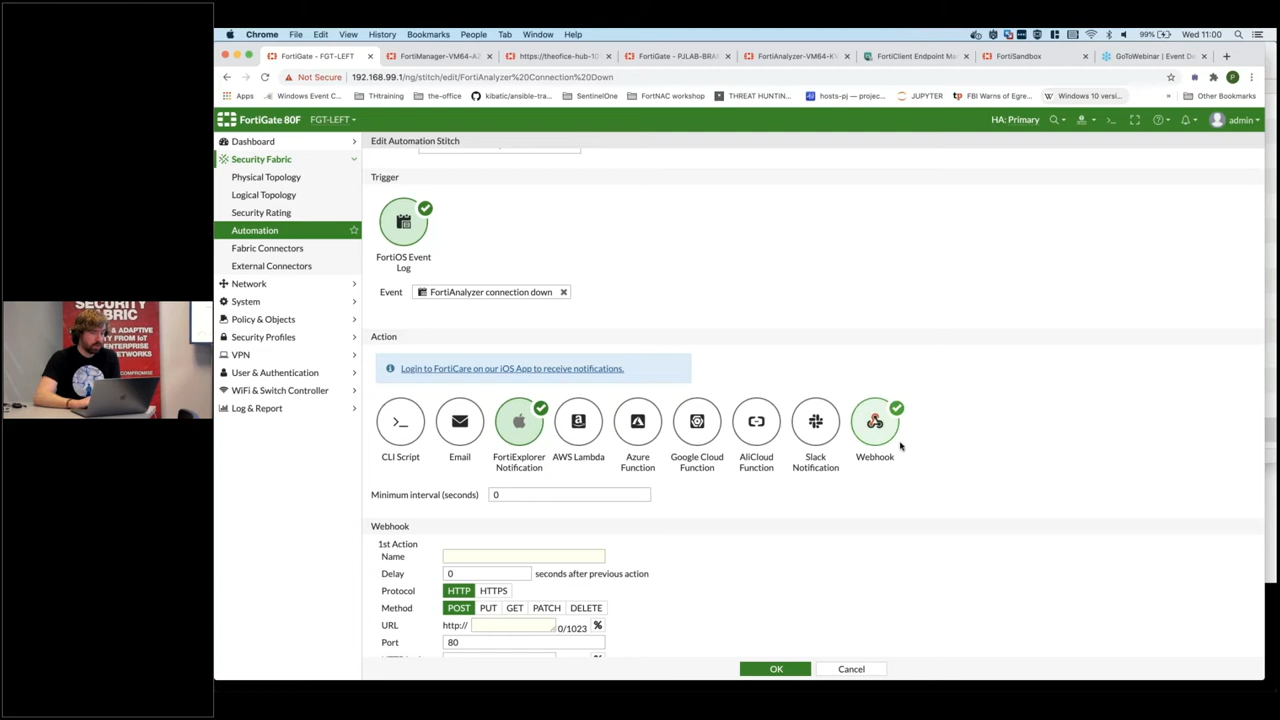 Chrome File Edit View History Bookmarks People Tab Window Help 99% Wed 11:00
FortiGate - FGT-LEFT FortiManager-VM64-A https://theofice-hub-10 FortiGate - PJLAB-BRA FortiAnalyzer-VM64-K FortiClient Endpoint Ma FortiSandbox GoToWebinar | Event D
Not Secure 192.168.99.1/ng/stitch/edit/FortiAnalyzer%20Connection%20Down
Apps Windows Event C... THtraining the-office kibatic/ansible-tra... SentinelOne FortNAC workshop THREAT HUNTIN... hosts-pj — projec... JUPYTER FBI Warns of Egre... Windows 10 versi... » Other Bookmarks
FortiGate 80F FGT-LEFT HA: Primary admin
Dashboard
Edit Automation Stitch
Security Fabric
Physical Topology
Logical Topology
Security Rating
Automation
Fabric Connectors
External Connectors
Network
System
Policy & Objects
Security Profiles
VPN
User & Authentication
WiFi & Switch Controller
Log & Report
Trigger
FortiOS Event
Log
Event FortiAnalyzer connection down
Action
Login to FortiCare on our iOS App to receive notifications.
CLI Script
Email
FortiExplorer
Notification
AWS Lambda
Azure
Function
Google Cloud
Function
AliCloud
Function
Slack
Notification
Webhook
Minimum interval (seconds) 0
Webhook
1st Action
Name
Delay 0 seconds after previous action
Protocol HTTP HTTPS
Method POST PUT GET PATCH DELETE
URL http:// 0/1023 %
Port 80
OK Cancel
SECURITY
FABRIC